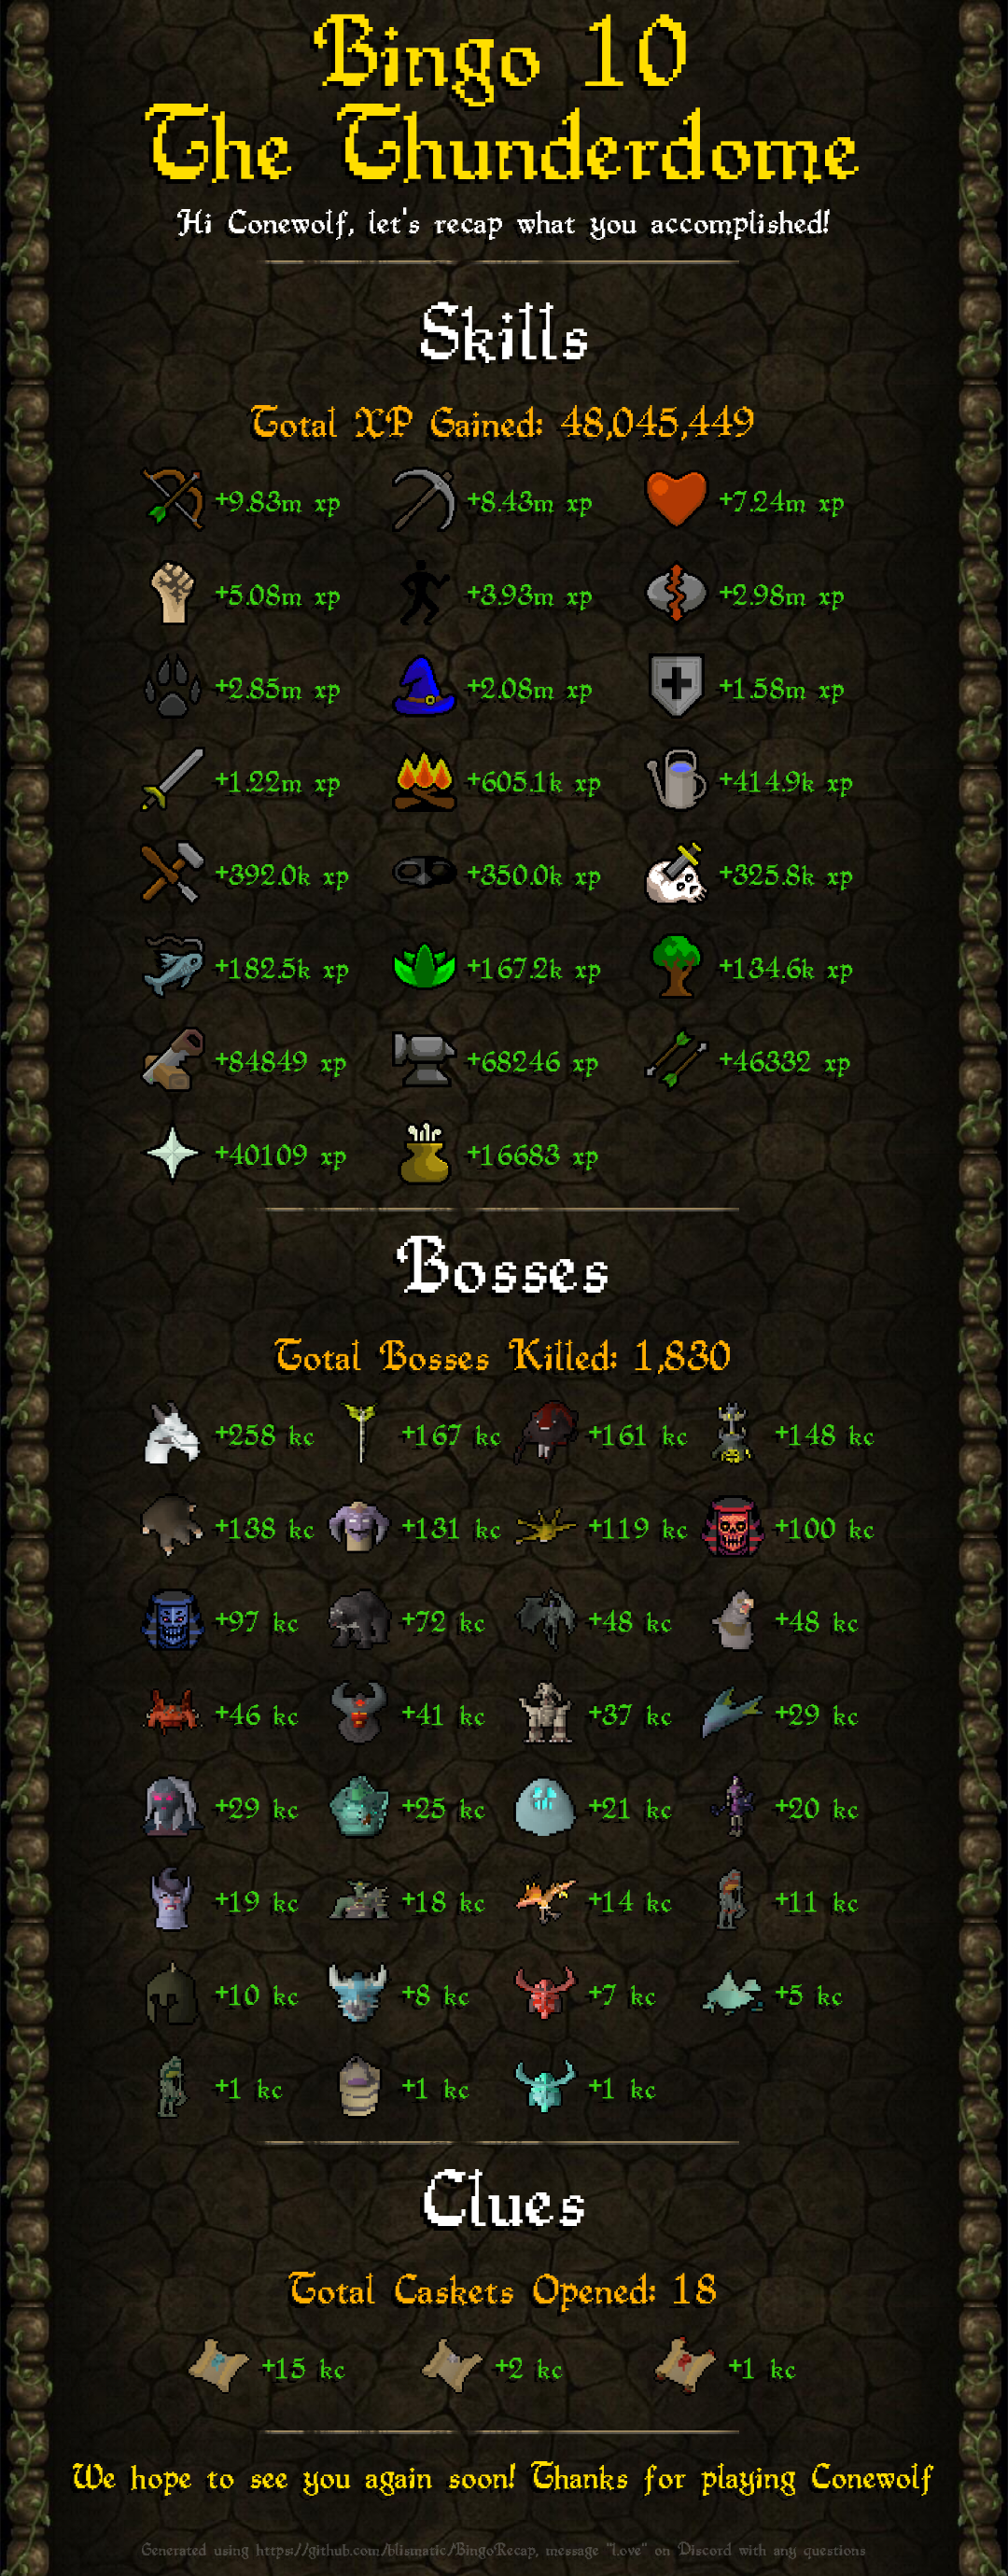 Bingo 10
The Thunderdome
Hi Conewolf, let's recap what you accomplished!
Skills
Total XP Gained: 48,045,449
+9.83m xp +8.43m xp +7.24m xp
+5.08m xp +3.93m xp +2.98m xp
+2.85m xp +2.08m xp +1.58m xp
+1.22m xp +605.1k xp +414.9k xp
+392.0k xp +350.0k xp +325.8k xp
+182.5k xp +167.2k xp +134.6k xp
+84849 xp +68246 xp +46332 xp
+40109 xp +16683 xp
Bosses
Total Bosses Killed: 1,830
+258 kc +167 kc +161 kc +148 kc
+138 kc +131 kc +119 kc +100 kc
+97 kc +72 kc +48 kc +48 kc
+46 kc +41 kc +37 kc +29 kc
+29 kc +25 kc +21 kc +20 kc
+19 kc +18 kc +14 kc +11 kc
+10 kc +8 kc +7 kc +5 kc
+1 kc +1 kc +1 kc
Clues
Total Caskets Opened: 18
+15 kc +2 kc +1 kc
We hope to see you again soon! Thanks for playing Conewolf
Generated using https://github.com/blismatic/BingoRecap, message "love" on Discord with any questions